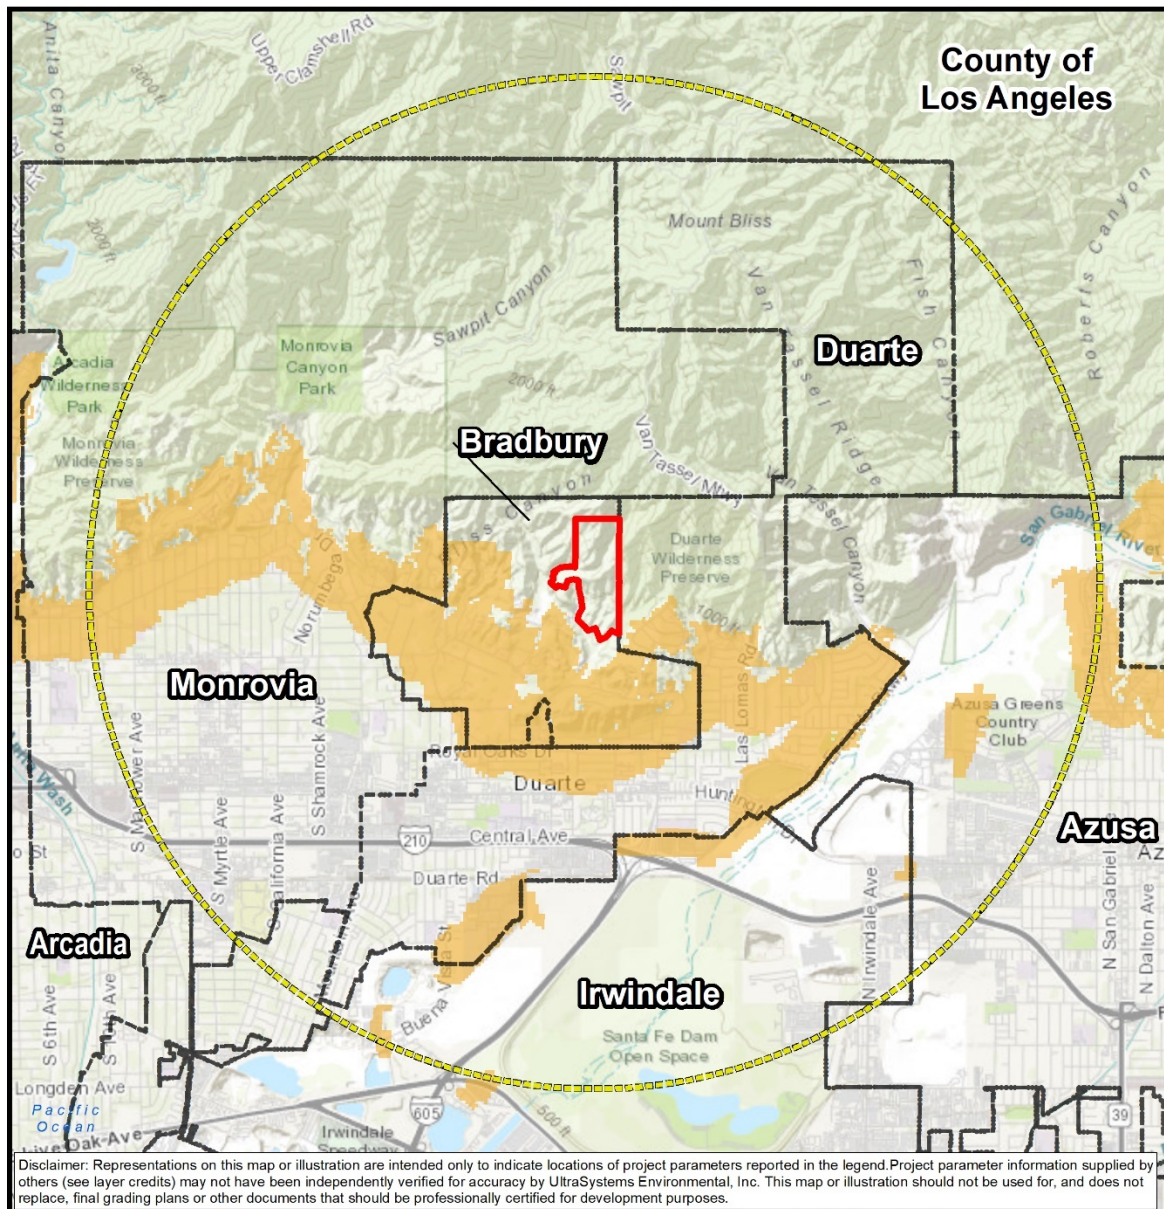 County of
Los Angeles
Upper Clamshell Rd
Sawpit
Anita Canyon
3000 ft
2000 ft
Mount Bliss
Van Tassel Ridge
Fish Canyon
Roberts Canyon
Sawpit Canyon
Duarte
Monrovia
Canyon
Park
Arcadia
Wilderness
Park
2000 ft
Bradbury
Monrovia
Wilderness
Preserve
Canyon
Van Tassel Canyon
San Gabriel River
Duarte
Wilderness
Preserve
Norumbega Dr
1000 ft
Monrovia
Las Lomas Rd
Azusa Greens
Country
Club
S Shamrock Ave
Royal Oaks Dr
Duarte
S Myrtle Ave
S California Ave
Wash
210
Central Ave
Azusa
Duarte Rd
Arcadia
Buena Vista St
N Irwindale Ave
N San Gabriel
N Dalton Ave
Irwindale
S 6th Ave
Santa Fe Dam
Open Space
Longden Ave
Pacific
Ocean
Live Oak Ave
605
500 ft
39
Irwindale
Speedway
Disclaimer: Representations on this map or illustration are intended only to indicate locations of project parameters reported in the legend.Project parameter information supplied by
others (see layer credits) may not have been independently verified for accuracy by UltraSystems Environmental, Inc. This map or illustration should not be used for, and does not
replace, final grading plans or other documents that should be professionally certified for development purposes.